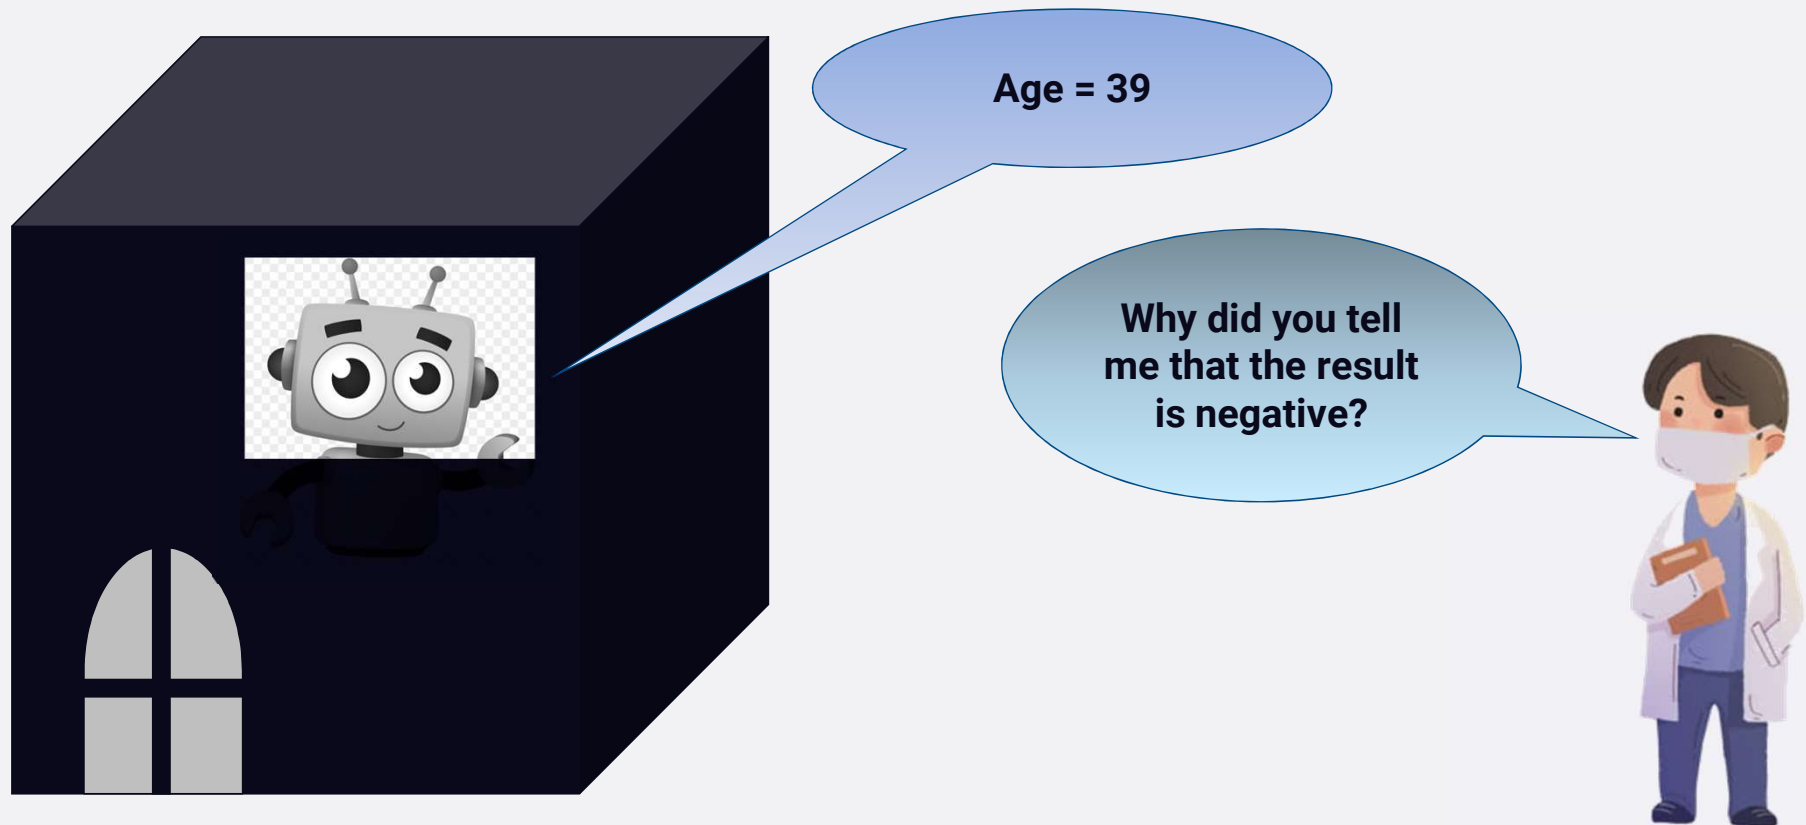 Age = 39
Why did you tell
me that the result
is negative?